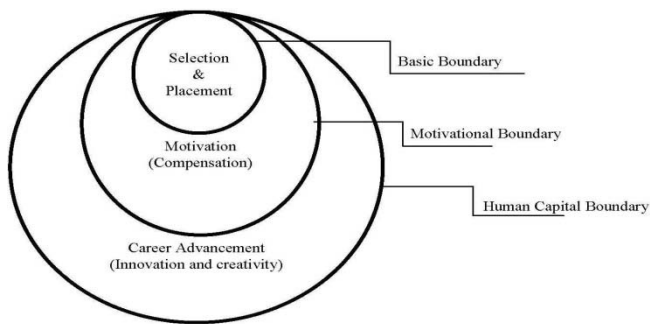 Selection
&
Placement
Basic Boundary
Motivation
(Compensation)
Motivational Boundary
Career Advancement
(Innovation and creativity)
Human Capital Boundary